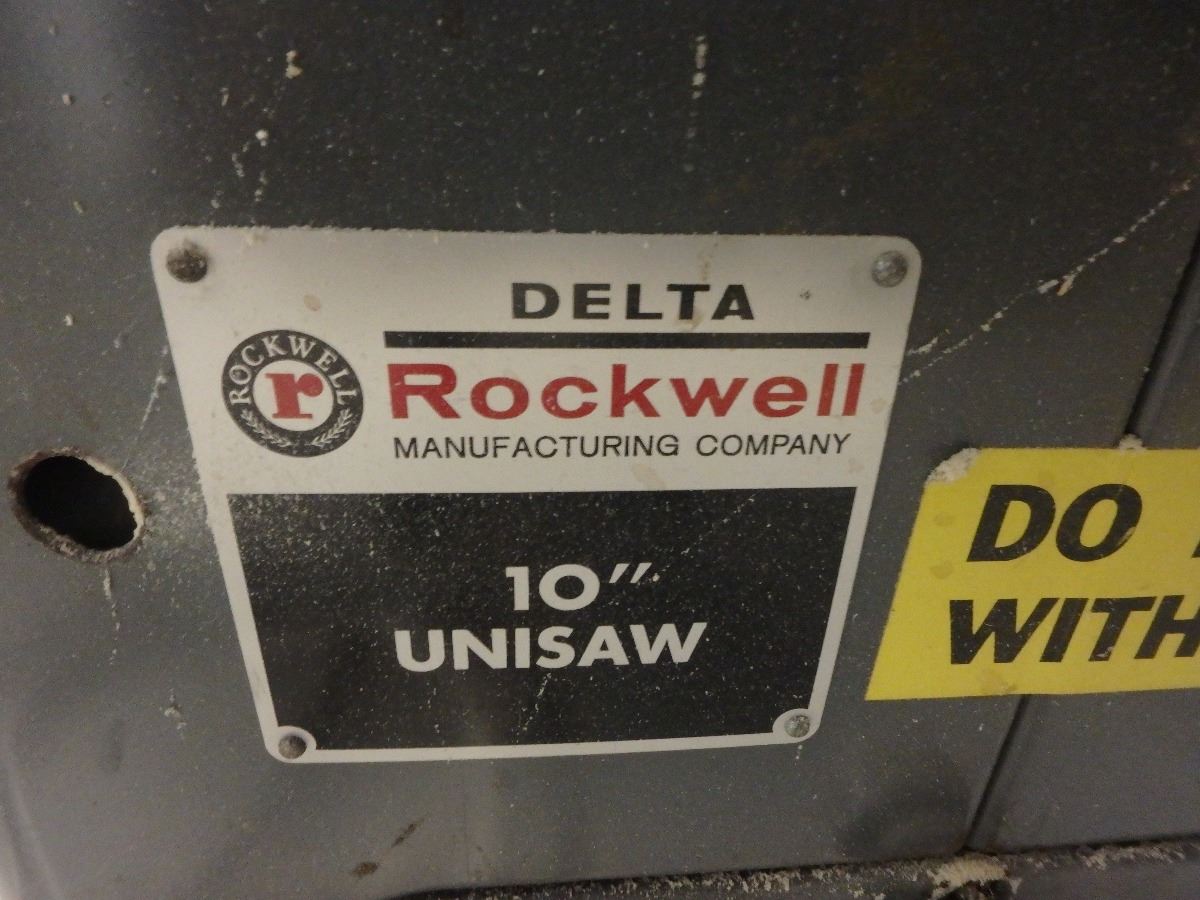 DELTA
ROCKWELL
r
Rockwell
MANUFACTURING COMPANY
10"
UNISAW
DO
WITH